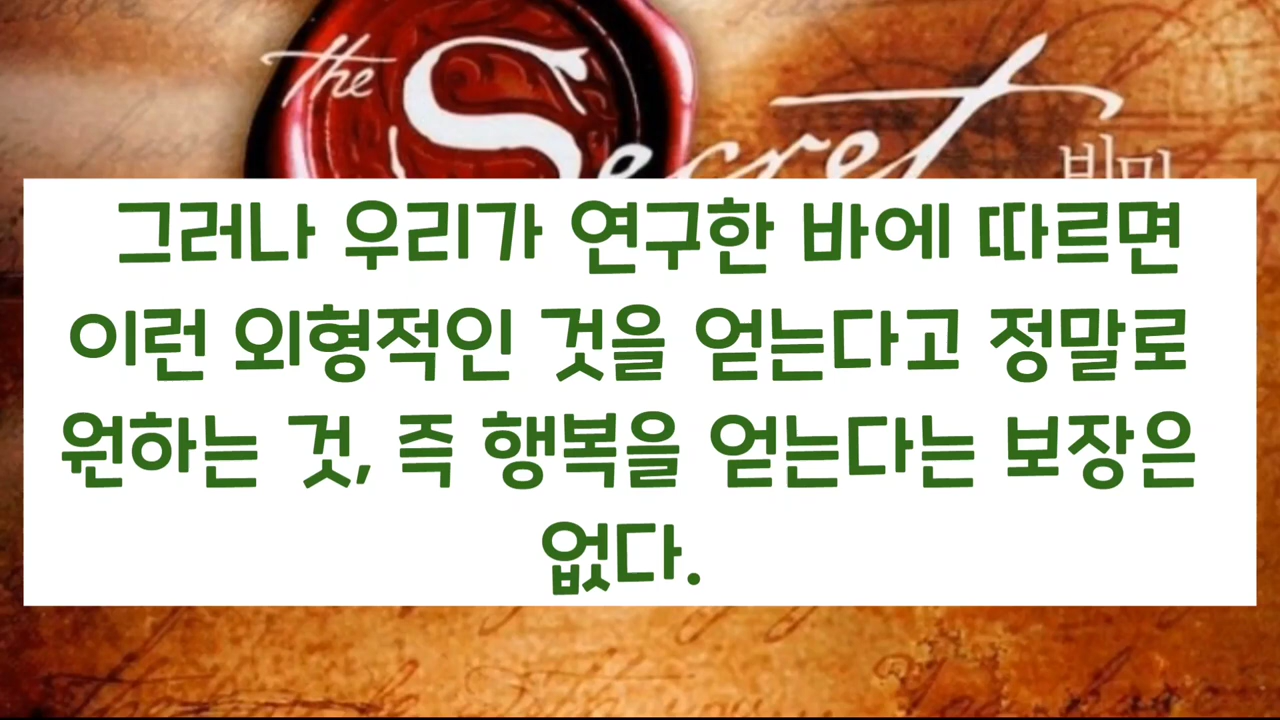 the Secret
비밀
그러나 우리가 연구한 바에 따르면
이런 외형적인 것을 얻는다고 정말로
원하는 것, 즉 행복을 얻는다는 보장은
없다.